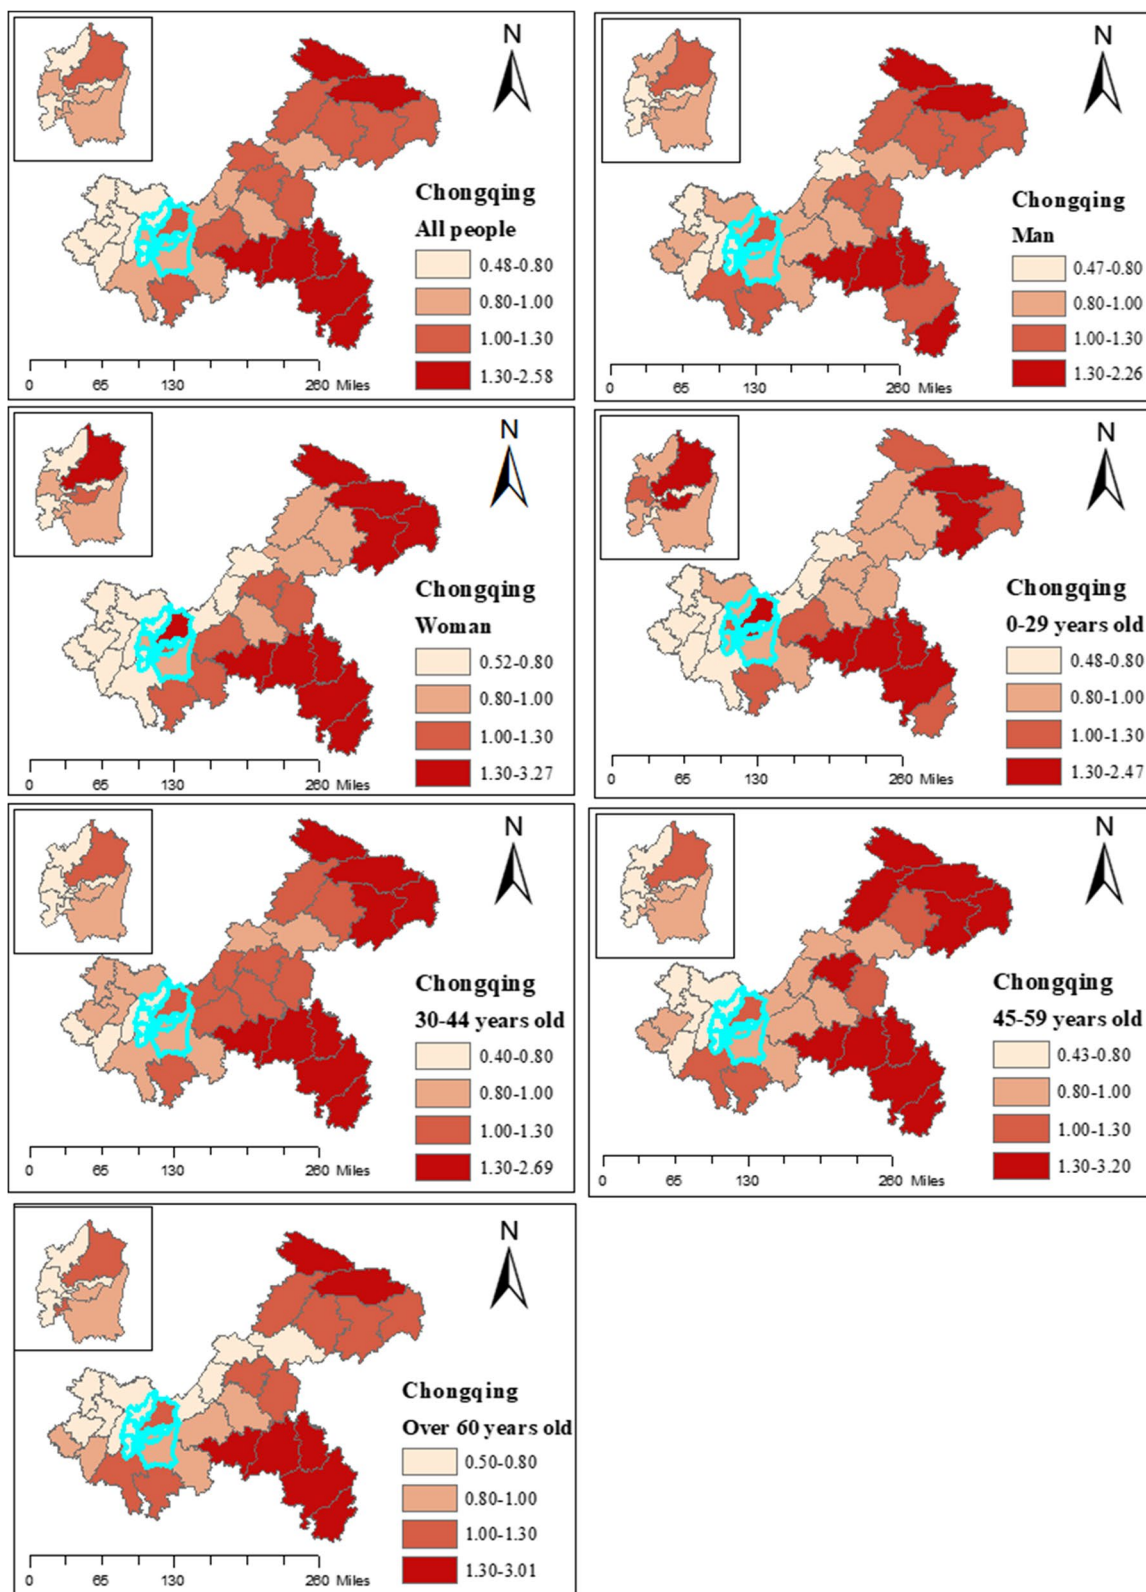 N
Chongqing
All people
0.48-0.80
0.80-1.00
1.00-1.30
1.30-2.58
0 65 130 260 Miles
N
Chongqing
Man
0.47-0.80
0.80-1.00
1.00-1.30
1.30-2.26
0 65 130 260 Miles
N
Chongqing
Woman
0.52-0.80
0.80-1.00
1.00-1.30
1.30-3.27
0 65 130 260 Miles
N
Chongqing
0-29 years old
0.48-0.80
0.80-1.00
1.00-1.30
1.30-2.47
0 65 130 260 Miles
N
Chongqing
30-44 years old
0.40-0.80
0.80-1.00
1.00-1.30
1.30-2.69
0 65 130 260 Miles
N
Chongqing
45-59 years old
0.43-0.80
0.80-1.00
1.00-1.30
1.30-3.20
0 65 130 260 Miles
N
Chongqing
Over 60 years old
0.50-0.80
0.80-1.00
1.00-1.30
1.30-3.01
0 65 130 260 Miles